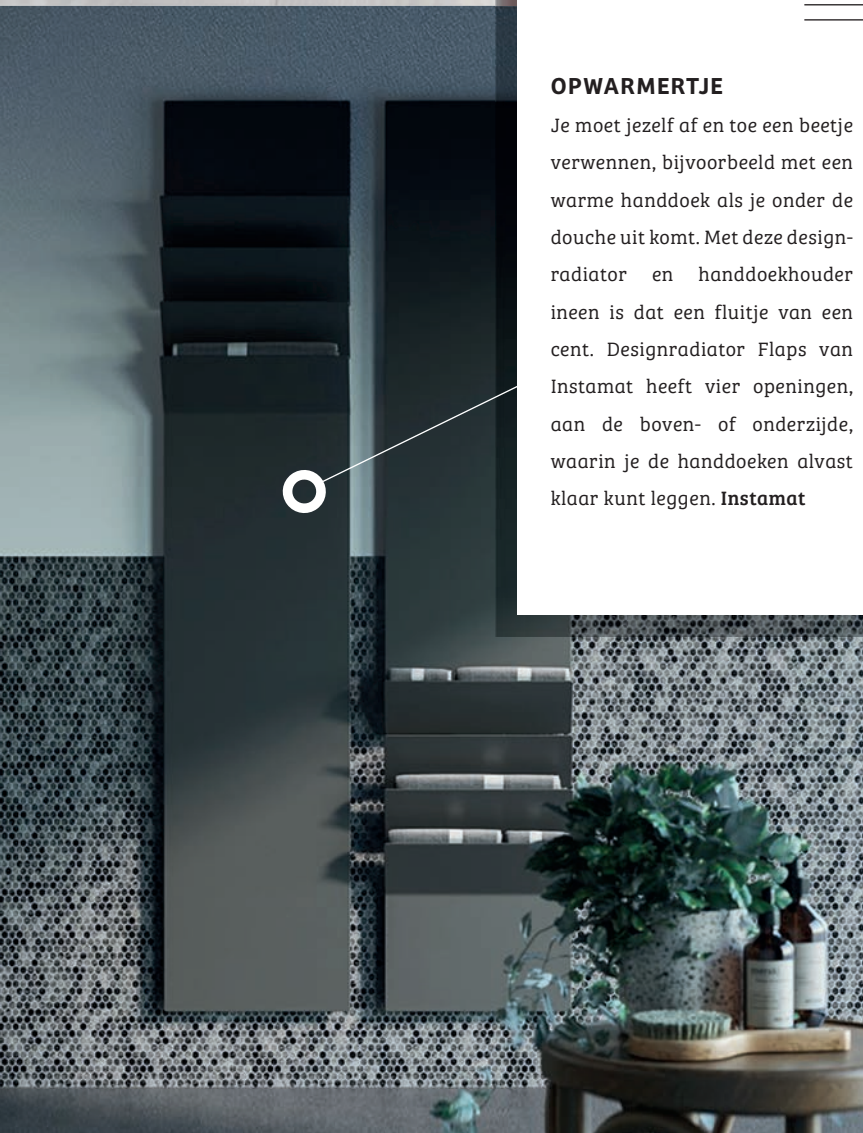 OPWARMERTJE
Je moet jezelf af en toe een beetje
verwennen, bijvoorbeeld met een
warme handdoek als je onder de
douche uit komt. Met deze design-
radiator en handdoekhouder
ineen is dat een fluitje van een
cent. Designradiator Flaps van
Instamat heeft vier openingen,
aan de boven- of onderzijde,
waarin je de handdoeken alvast
klaar kunt leggen. Instamat
meraki